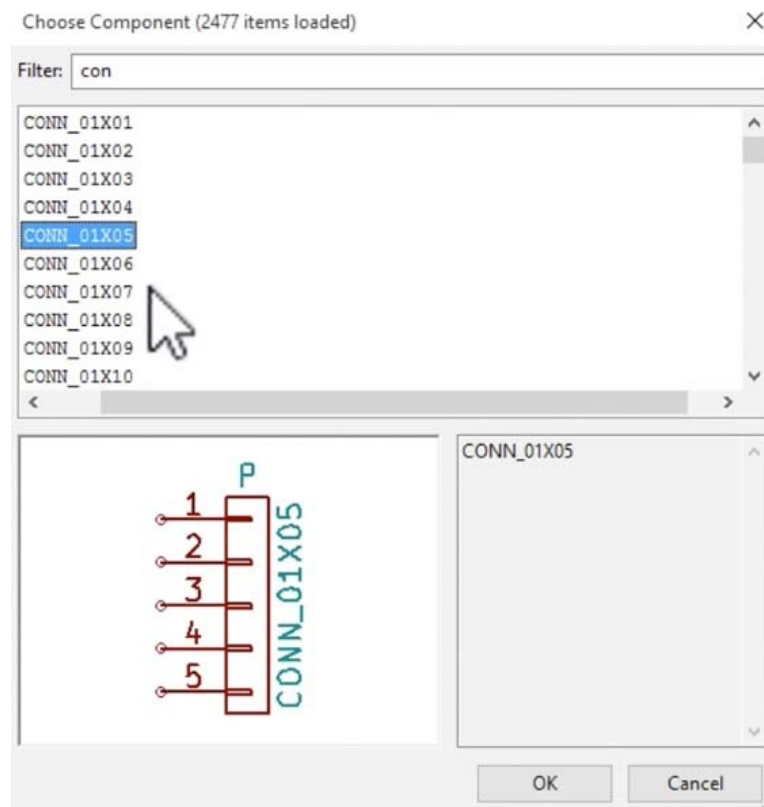 Choose Component (2477 items loaded)
Filter: con
CONN_01X01
CONN_01X02
CONN_01X03
CONN_01X04
CONN_01X05
CONN_01X06
CONN_01X07
CONN_01X08
CONN_01X09
CONN_01X10
P
1
2
3
4
5
CONN_01X05
CONN_01X05
OK Cancel